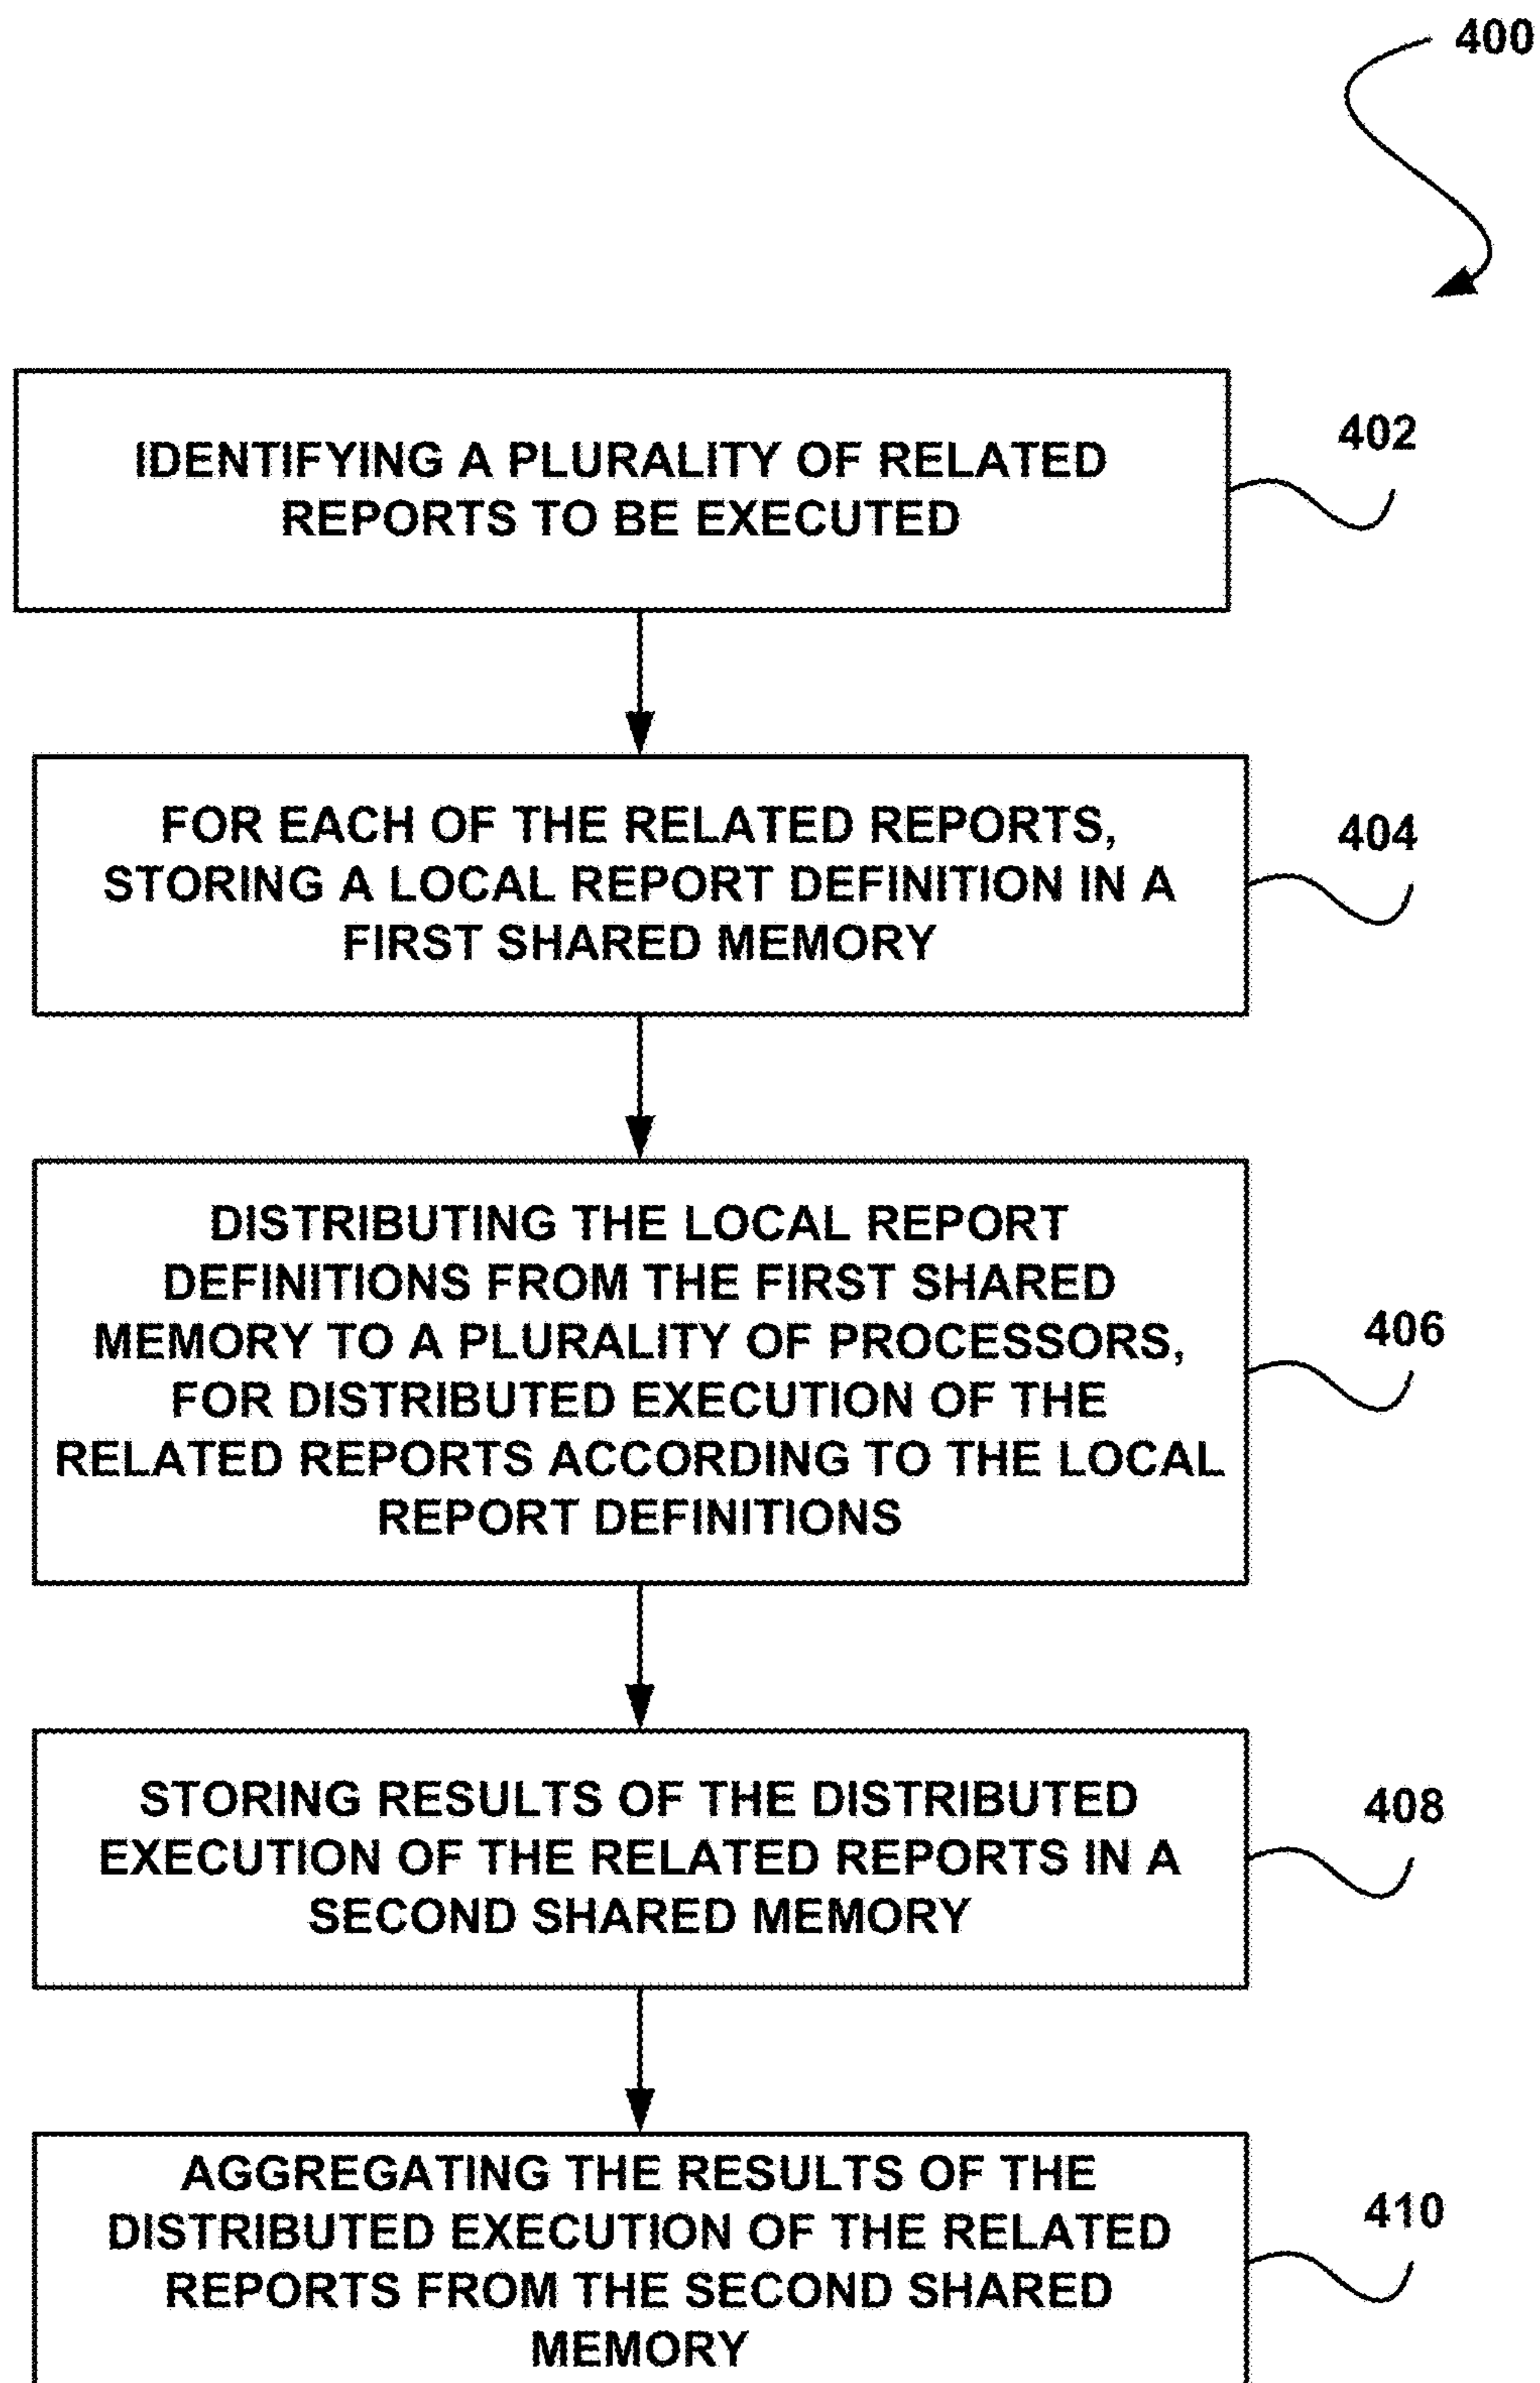 400
IDENTIFYING A PLURALITY OF RELATED
REPORTS TO BE EXECUTED
402
FOR EACH OF THE RELATED REPORTS,
STORING A LOCAL REPORT DEFINITION IN A
FIRST SHARED MEMORY
404
DISTRIBUTING THE LOCAL REPORT
DEFINITIONS FROM THE FIRST SHARED
MEMORY TO A PLURALITY OF PROCESSORS,
FOR DISTRIBUTED EXECUTION OF THE
RELATED REPORTS ACCORDING TO THE LOCAL
REPORT DEFINITIONS
406
STORING RESULTS OF THE DISTRIBUTED
EXECUTION OF THE RELATED REPORTS IN A
SECOND SHARED MEMORY
408
AGGREGATING THE RESULTS OF THE
DISTRIBUTED EXECUTION OF THE RELATED
REPORTS FROM THE SECOND SHARED
MEMORY
410